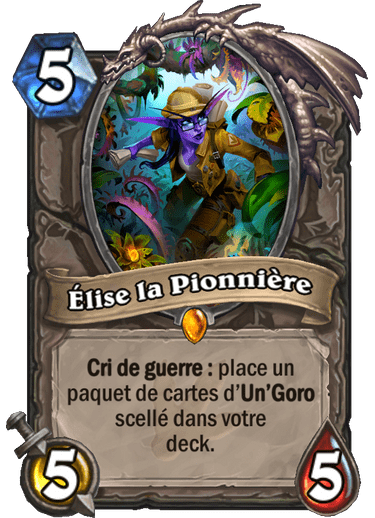 5
Élise la Pionnière
Cri de guerre : place un
paquet de cartes d’Un’Goro
scellé dans votre
deck.
5
5